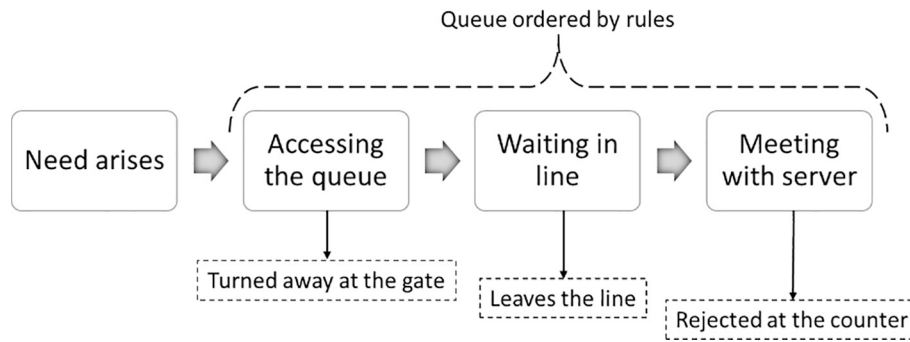 Queue ordered by rules
Need arises
Accessing
the queue
Waiting in
line
Meeting
with server
Turned away at the gate
Leaves the line
Rejected at the counter